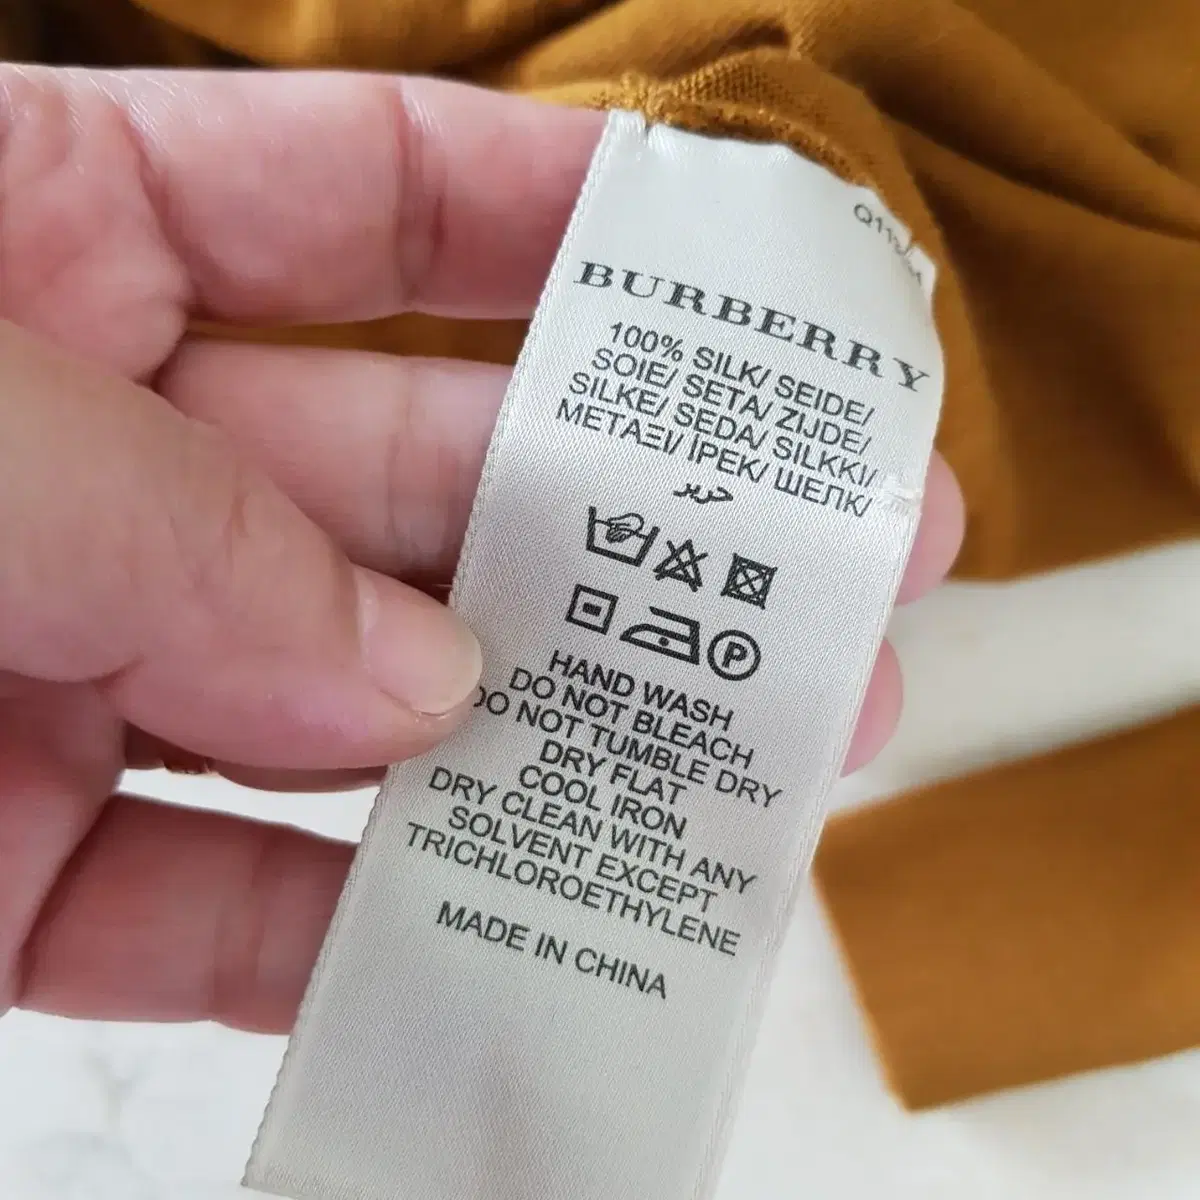 BURBERRY
100% SILK/ SEIDE/
SOIE/ SETA/ ZIJDE/
SILKE/ SEDA/ SILKKI/
ΜΕΤΑΞΙ/ İPEK/ ШЕЛК/
حرير
P
HAND WASH
DO NOT BLEACH
DO NOT TUMBLE DRY
DRY FLAT
COOL IRON
DRY CLEAN WITH ANY
SOLVENT EXCEPT
TRICHLOROETHYLENE
MADE IN CHINA